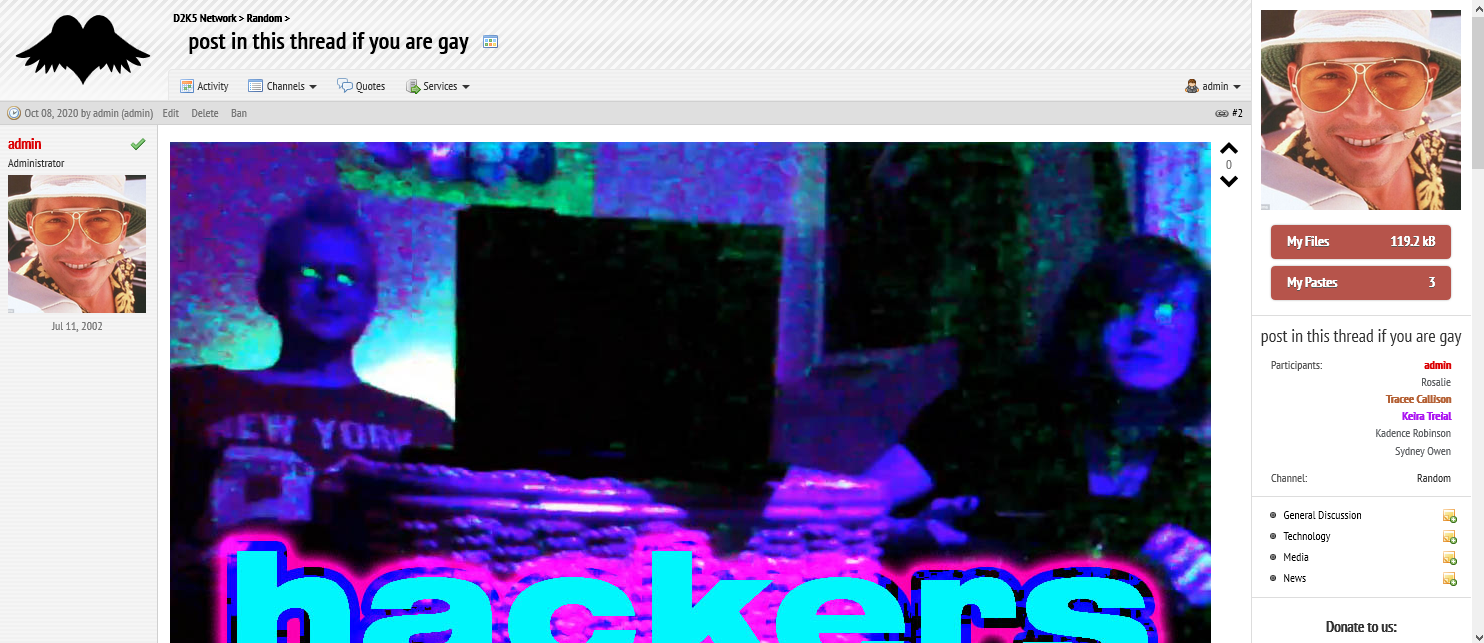 D2K5 Network > Random >
post in this thread if you are gay
Activity
Channels
Quotes
Services
admin
Oct 08, 2020 by admin (admin)
Edit
Delete
Ban
#2
admin
Administrator
Jul 11, 2002
0
NEW YORK
hackers
My Files 119.2 kB
My Pastes 3
post in this thread if you are gay
Participants: admin
Rosalie
Tracee Callison
Keira Treial
Kadence Robinson
Sydney Owen
Channel: Random
General Discussion
Technology
Media
News
Donate to us: